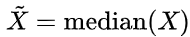 X̃ = median(X)